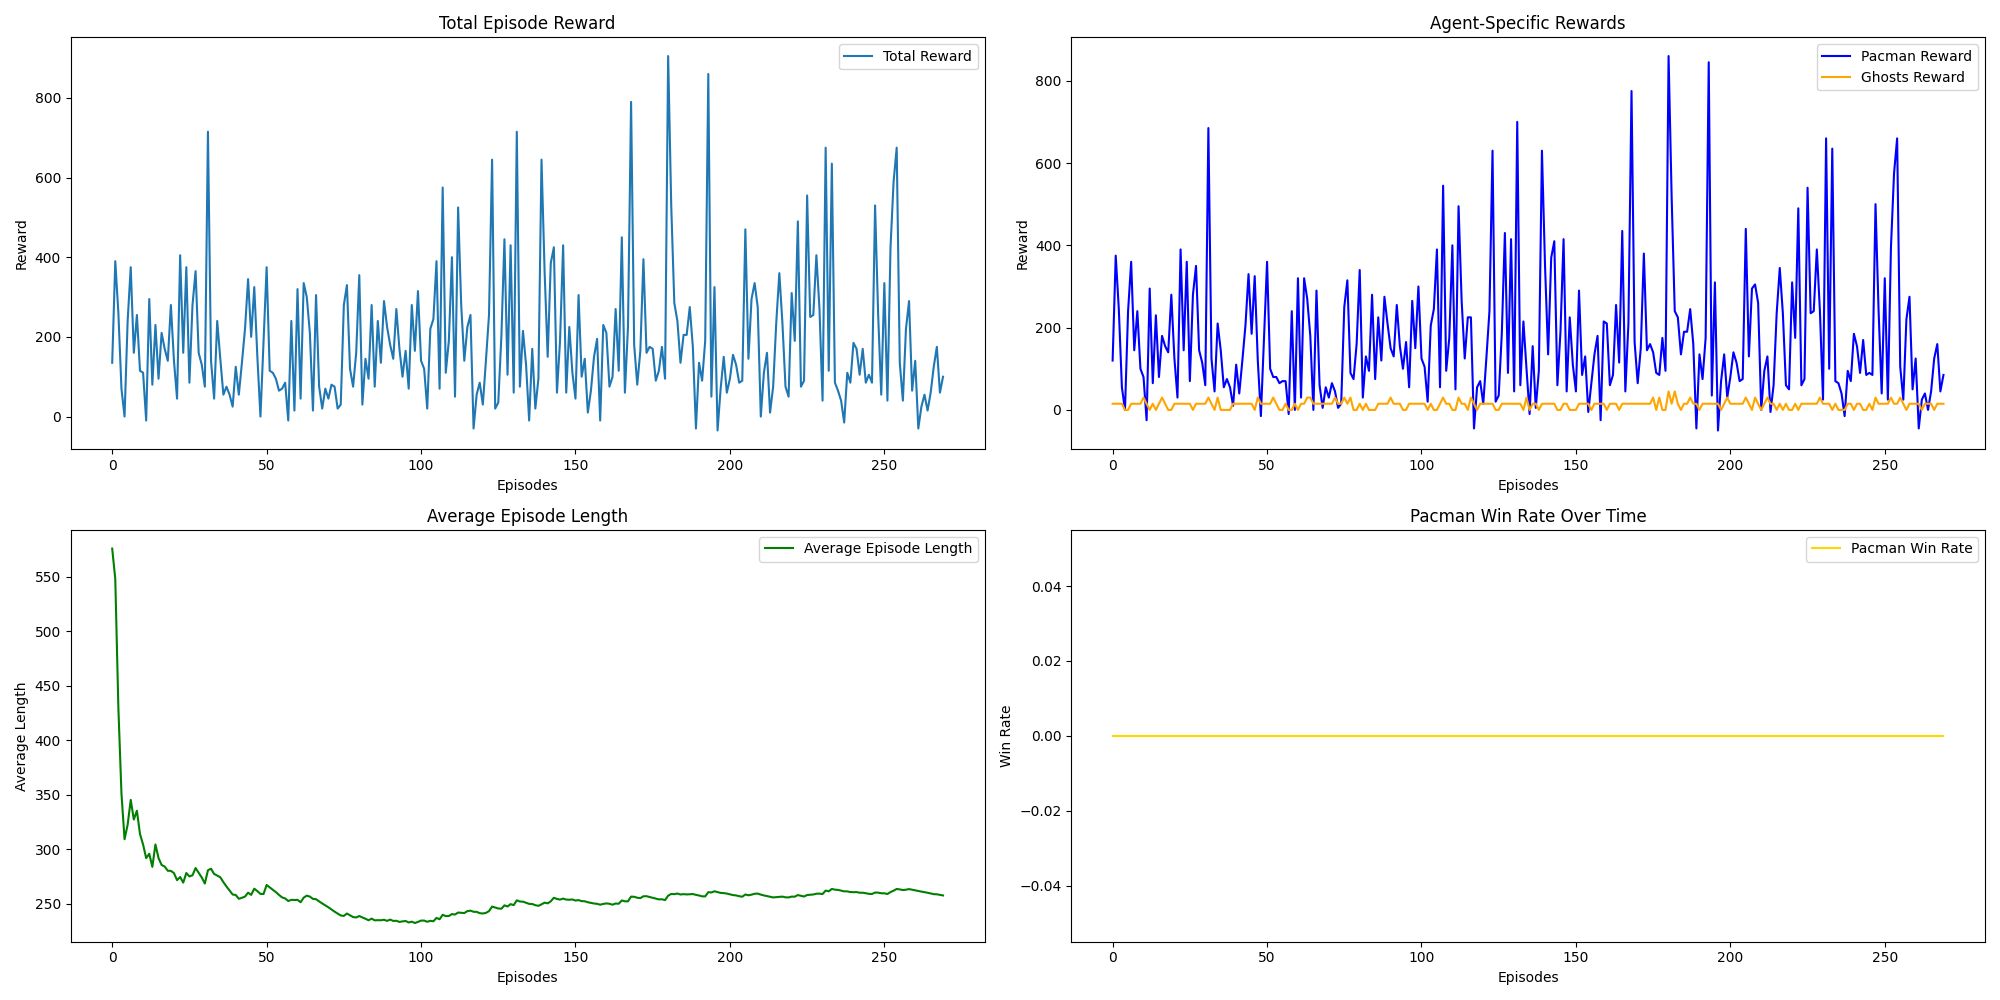 Total Episode Reward
Total Reward
Reward
800
600
400
200
0
0 50 100 150 200 250
Episodes
Agent-Specific Rewards
Pacman Reward
Ghosts Reward
Reward
800
600
400
200
0
0 50 100 150 200 250
Episodes
Average Episode Length
Average Episode Length
Average Length
550
500
450
400
350
300
250
0 50 100 150 200 250
Episodes
Pacman Win Rate Over Time
Pacman Win Rate
Win Rate
0.04
0.02
0.00
−0.02
−0.04
0 50 100 150 200 250
Episodes